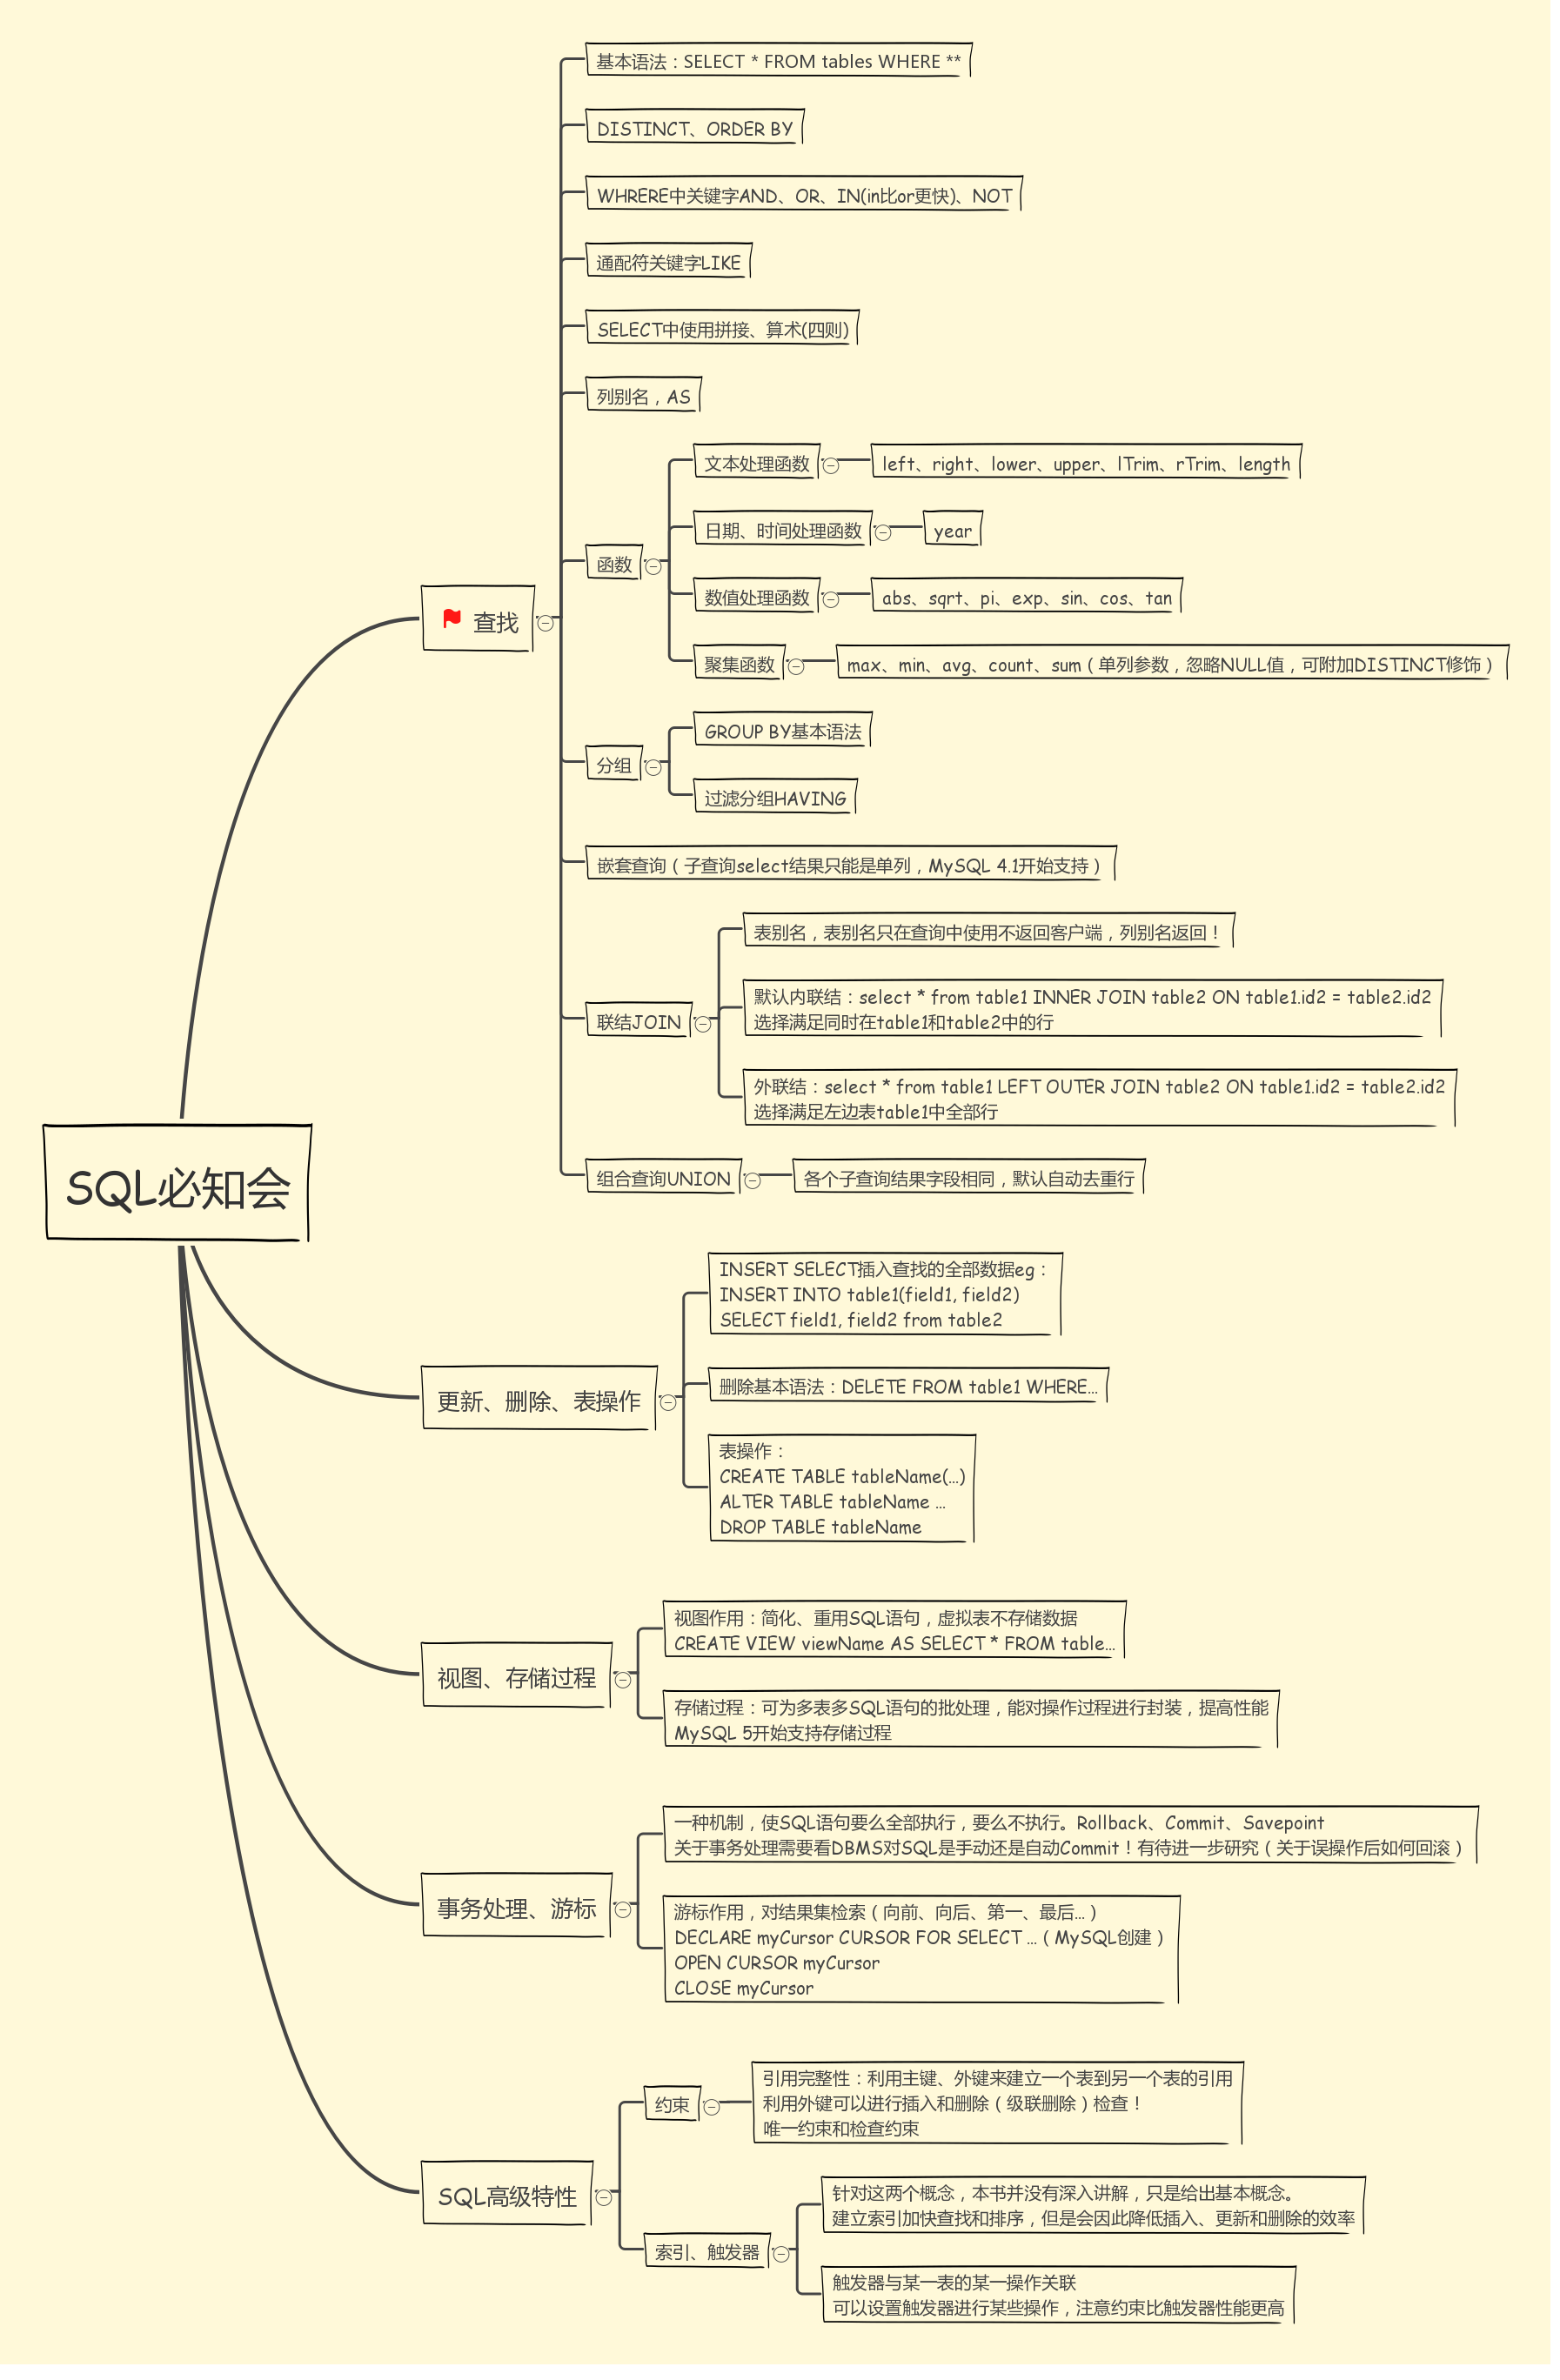 基本语法：SELECT * FROM tables WHERE **
DISTINCT、ORDER BY
WHRERE中关键字AND、OR、IN(in比or更快)、NOT
通配符关键字LIKE
SELECT中使用拼接、算术(四则)
列别名，AS
文本处理函数
left、right、lower、upper、lTrim、rTrim、length
日期、时间处理函数
year
函数
数值处理函数
abs、sqrt、pi、exp、sin、cos、tan
查找
聚集函数
max、min、avg、count、sum（单列参数，忽略NULL值，可附加DISTINCT修饰）
GROUP BY基本语法
分组
过滤分组HAVING
嵌套查询（子查询select结果只能是单列，MySQL 4.1开始支持）
表别名，表别名只在查询中使用不返回客户端，列别名返回！
联结JOIN
默认内联结：select * from table1 INNER JOIN table2 ON table1.id2 = table2.id2
选择满足同时在table1和table2中的行
外联结：select * from table1 LEFT OUTER JOIN table2 ON table1.id2 = table2.id2
选择满足左边表table1中全部行
SQL必知会
组合查询UNION
各个子查询结果字段相同，默认自动去重行
INSERT SELECT插入查找的全部数据eg：
INSERT INTO table1(field1, field2)
SELECT field1, field2 from table2
更新、删除、表操作
删除基本语法：DELETE FROM table1 WHERE...
表操作：
CREATE TABLE tableName(...)
ALTER TABLE tableName ...
DROP TABLE tableName
视图作用：简化、重用SQL语句，虚拟表不存储数据
CREATE VIEW viewName AS SELECT * FROM table...
视图、存储过程
存储过程：可为多表多SQL语句的批处理，能对操作过程进行封装，提高性能
MySQL 5开始支持存储过程
一种机制，使SQL语句要么全部执行，要么不执行。Rollback、Commit、Savepoint
关于事务处理需要看DBMS对SQL是手动还是自动Commit！有待进一步研究（关于误操作后如何回滚）
事务处理、游标
游标作用，对结果集检索（向前、向后、第一、最后...）
DECLARE myCursor CURSOR FOR SELECT ...（MySQL创建）
OPEN CURSOR myCursor
CLOSE myCursor
约束
引用完整性：利用主键、外键来建立一个表到另一个表的引用
利用外键可以进行插入和删除（级联删除）检查！
唯一约束和检查约束
SQL高级特性
索引、触发器
针对这两个概念，本书并没有深入讲解，只是给出基本概念。
建立索引加快查找和排序，但是会因此降低插入、更新和删除的效率
触发器与某一表的某一操作关联
可以设置触发器进行某些操作，注意约束比触发器性能更高